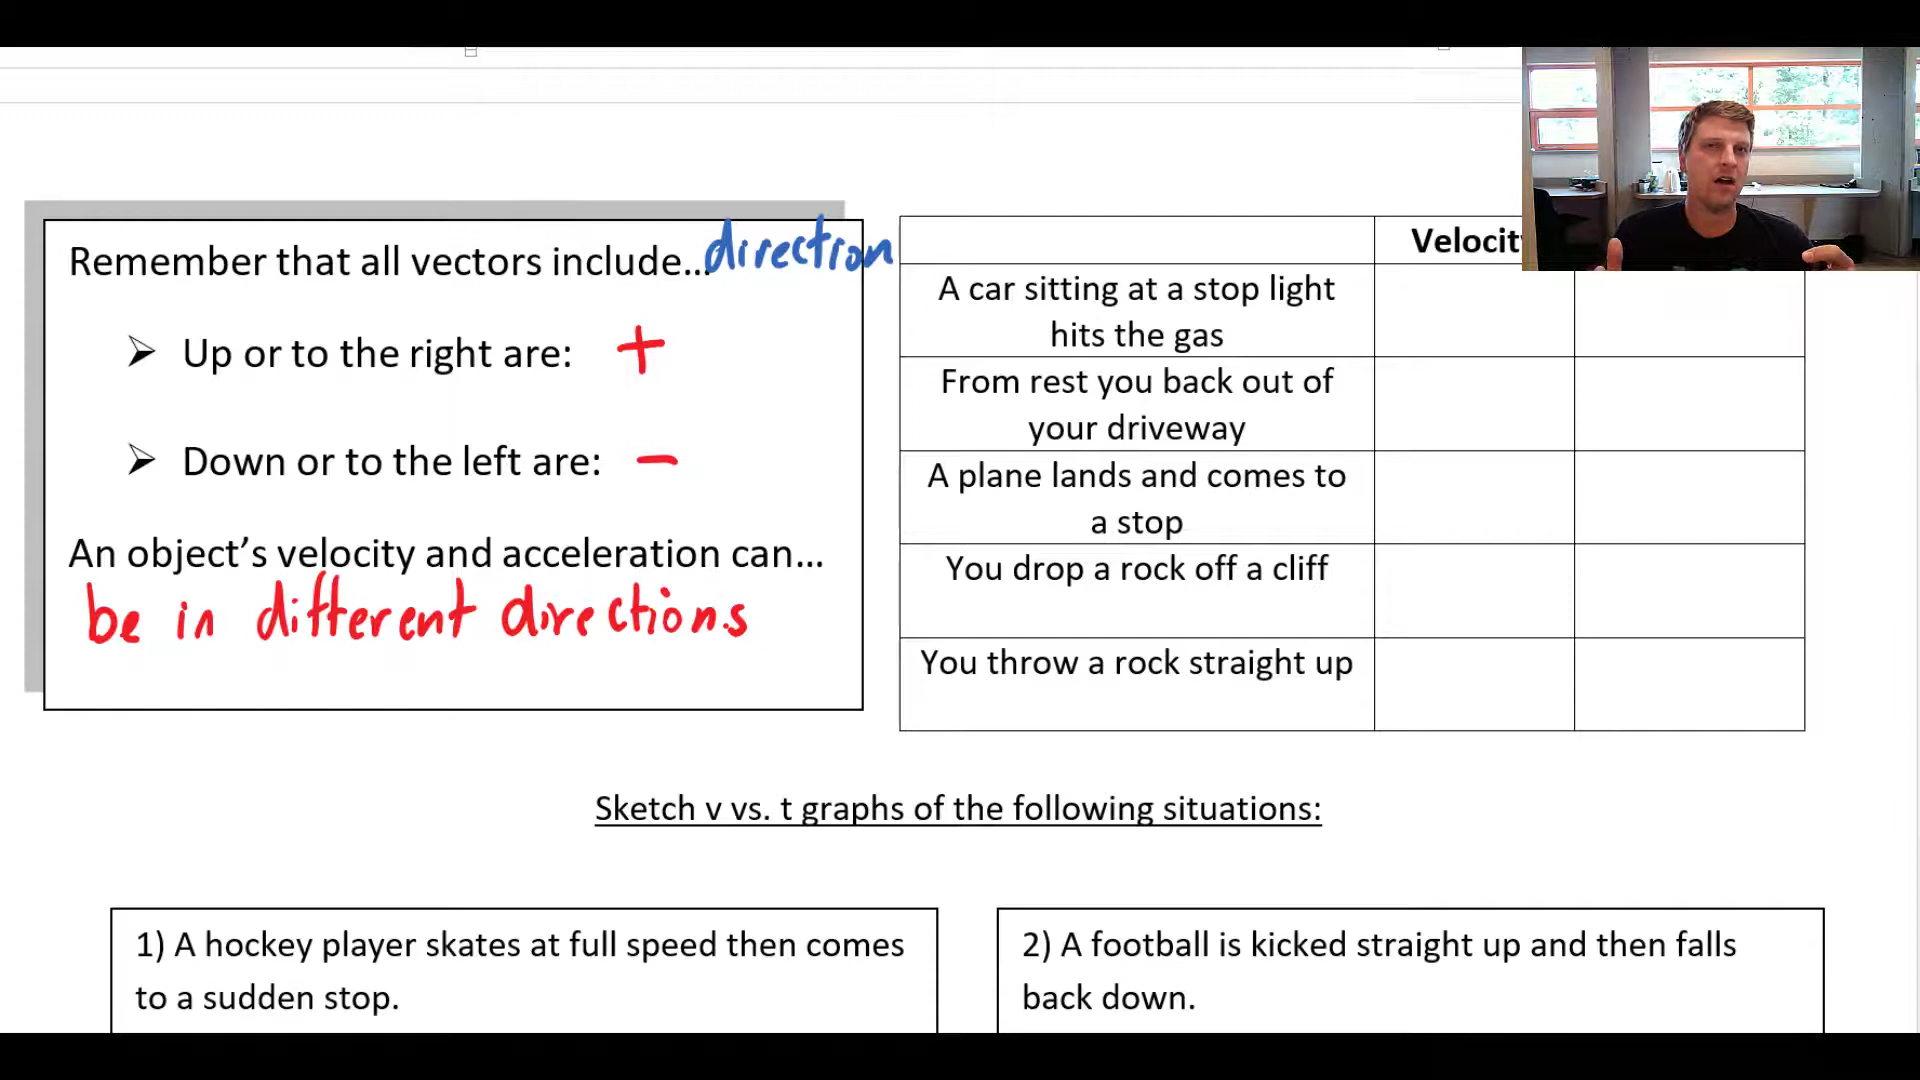 Remember that all vectors include... direction
➤ Up or to the right are: +
➤ Down or to the left are: −
An object’s velocity and acceleration can...
be in different directions
Velocity
A car sitting at a stop light
hits the gas
From rest you back out of
your driveway
A plane lands and comes to
a stop
You drop a rock off a cliff
You throw a rock straight up
Sketch v vs. t graphs of the following situations:
1) A hockey player skates at full speed then comes
to a sudden stop.
2) A football is kicked straight up and then falls
back down.